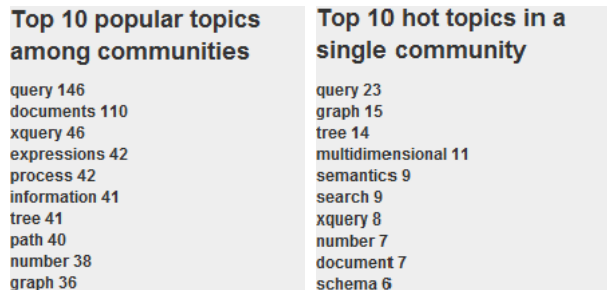 Top 10 popular topics
among communities
query 146
documents 110
xquery 46
expressions 42
process 42
information 41
tree 41
path 40
number 38
graph 36
Top 10 hot topics in a
single community
query 23
graph 15
tree 14
multidimensional 11
semantics 9
search 9
xquery 8
number 7
document 7
schema 6